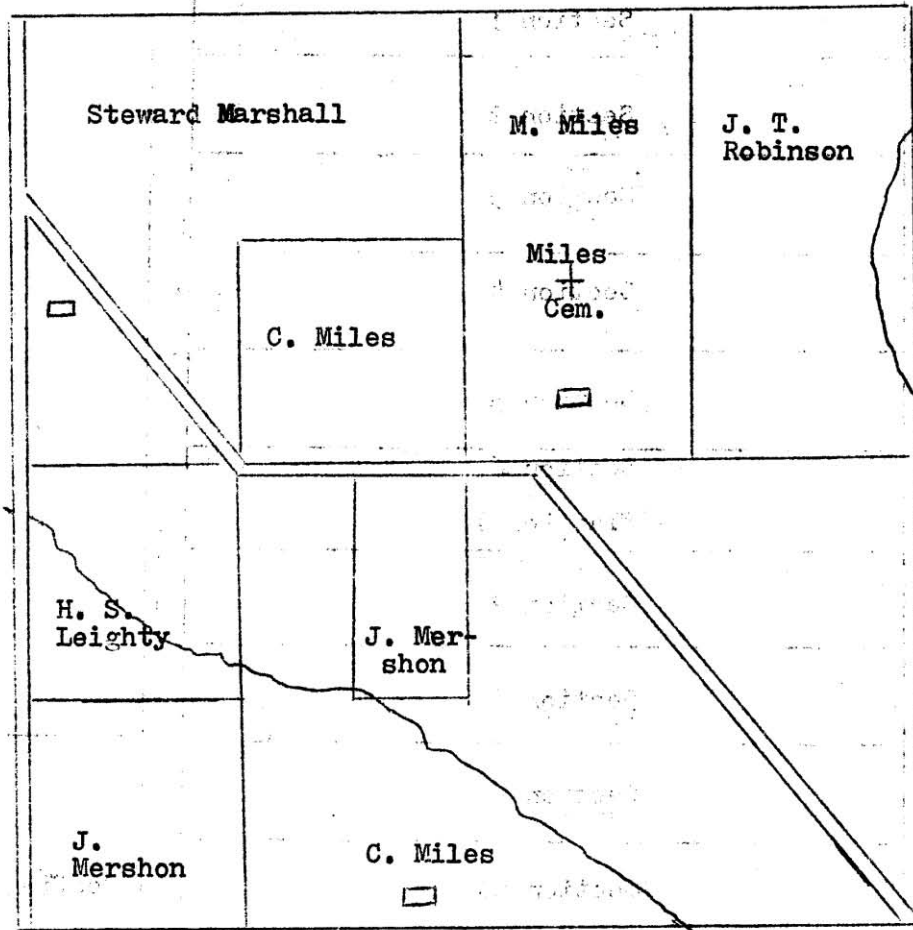 Steward Marshall
M. Miles
J. T.
Robinson
Miles
Cem.
C. Miles
H. S.
Leighty
J. Mer-
shon
J.
Mershon
C. Miles